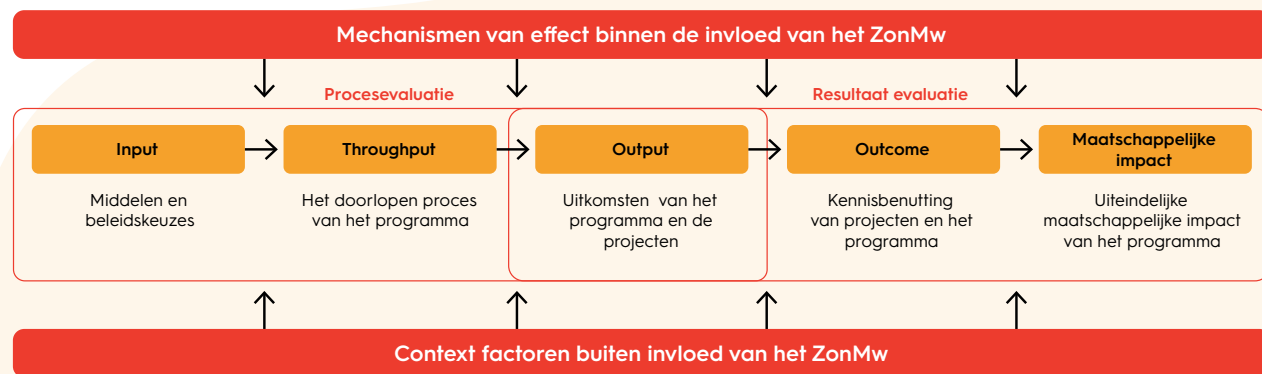 Mechanismen van effect binnen de invloed van het ZonMw
Procesevaluatie
Resultaat evaluatie
Input
Middelen en
beleidskeuzes
Throughput
Het doorlopen proces
van het programma
Output
Uitkomsten van het
programma en de
projecten
Outcome
Kennisbenutting
van projecten en het
programma
Maatschappelijke
impact
Uiteindelijke
maatschappelijke impact
van het programma
Context factoren buiten invloed van het ZonMw